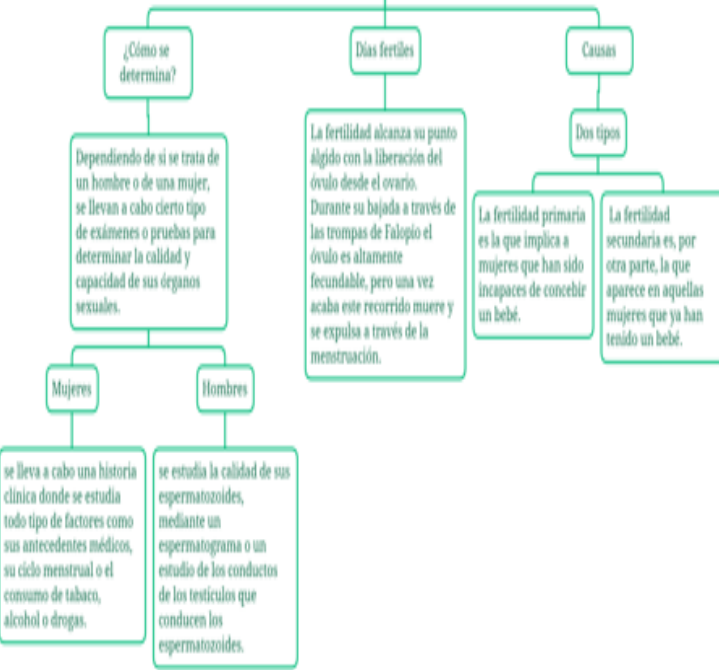 ¿Cómo se
determina?
Dependiendo de si se trata de
un hombre o de una mujer,
se llevan a cabo cierto tipo
de exámenes o pruebas para
determinar la calidad y
capacidad de sus órganos
sexuales.
Mujeres
se lleva a cabo una historia
clínica donde se estudia
todo tipo de factores como
sus antecedentes médicos,
su ciclo menstrual o el
consumo de tabaco,
alcohol o drogas.
Hombres
se estudia la calidad de sus
espermatozoides,
mediante un
espermatograma o un
estudio de los conductos
de los testículos que
conducen los
espermatozoides.
Días fertiles
La fertilidad alcanza su punto
álgido con la liberación del
óvulo desde el ovario.
Durante su bajada a través de
las trompas de Falopio el
óvulo es altamente
fecundable, pero una vez
acaba este recorrido muere y
se expulsa a través de la
menstruación.
Causas
Dos tipos
La fertilidad primaria
es la que implica a
mujeres que han sido
incapaces de concebir
un bebé.
La fertilidad
secundaria es, por
otra parte, la que
aparece en aquellas
mujeres que ya han
tenido un bebé.